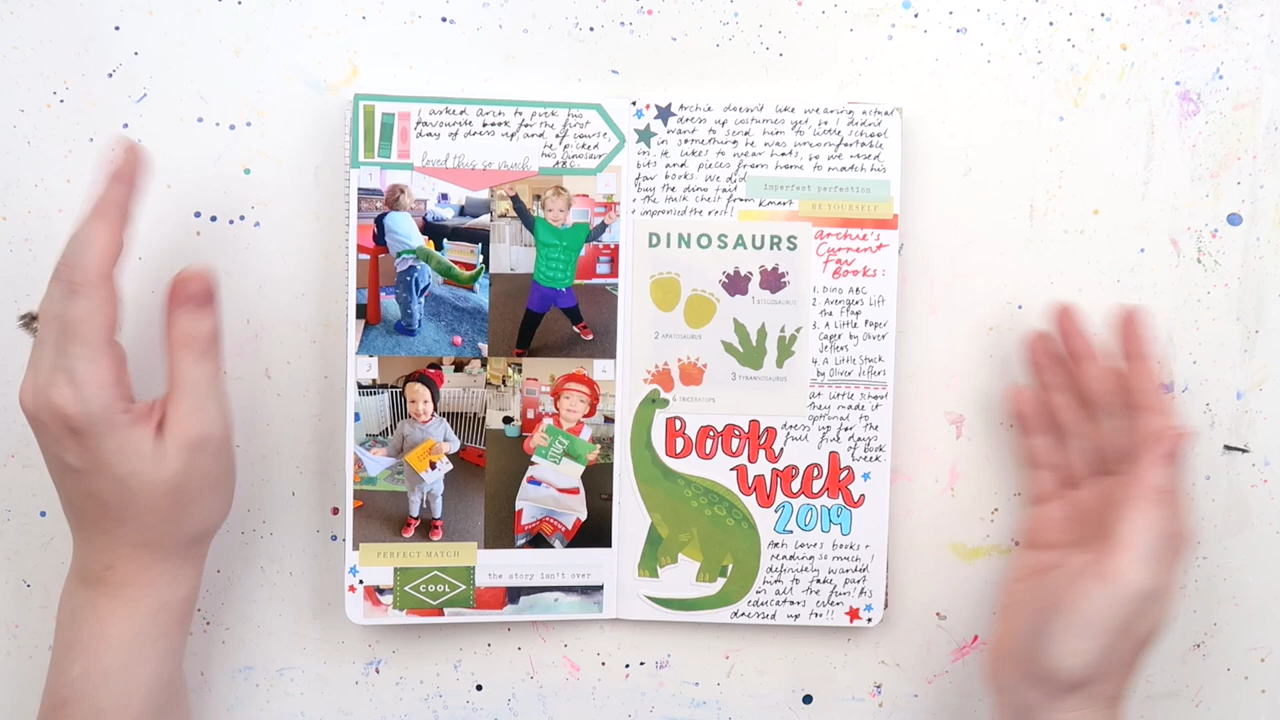 I asked Arch to pick his
favourite book for the first
day of dress up, and of course,
he picked
his Dinosaur
ABC.
loved this so much
1
2
3
4
PERFECT MATCH
COOL
the story isn't over
Archie doesn't like wearing actual
dress up costumes yet, so I didn't
want to send him to little school
in something he was uncomfortable
in. He likes to wear hats, so we used
bits and pieces from home to match his
fav books. We did
buy the dino tail
+ the Hulk chest from Kmart
+ improvised the rest!
imperfect perfection
BE YOURSELF
DINOSAURS
1 STEGOSAURUS
2 APATOSAURUS
3 TYRANNOSAURUS
4 TRICERATOPS
Archie's
Current
Fav
Books:
1. DINO ABC
2. Avengers Lift
the Flap
3. A Little Paper
Caper by Oliver
Jeffers
4. A Little Stuck
by Oliver Jeffers
at little school
they made it
optional to
dress up for the
full five days
of book
week.
BOOK
WEEK
2019
Arch loves books +
reading so much I
definitely wanted
him to take part
in all the fun! His
educators even
dressed up too!!
STUCK